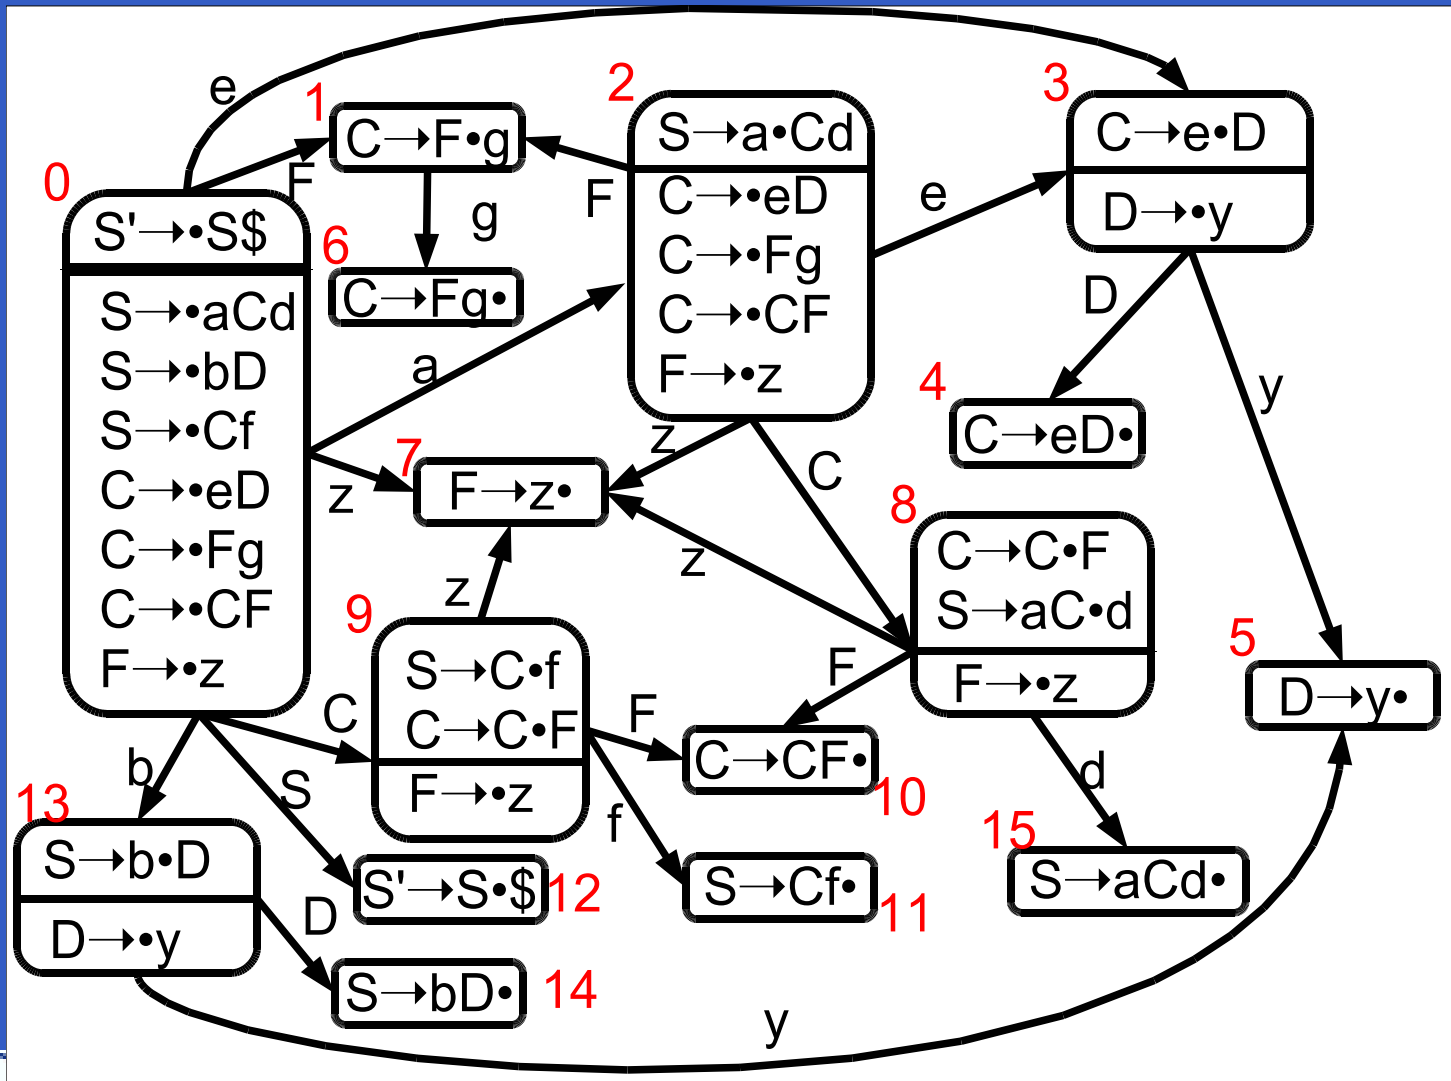 e
0
S'→•S$
S→•aCd
S→•bD
S→•Cf
C→•eD
C→•Fg
C→•CF
F→•z
1
C→F•g
F
g
6
C→Fg•
2
S→a•Cd
C→•eD
C→•Fg
C→•CF
F→•z
F
e
3
C→e•D
D→•y
D
y
4
C→eD•
a
z
7
F→z•
z
C
z
z
8
C→C•F
S→aC•d
F→•z
5
D→y•
9
S→C•f
C→C•F
F→•z
C
F
F
f
10
C→CF•
d
b
S
13
S→b•D
D→•y
D
12
S'→S•$
11
S→Cf•
15
S→aCd•
14
S→bD•
y